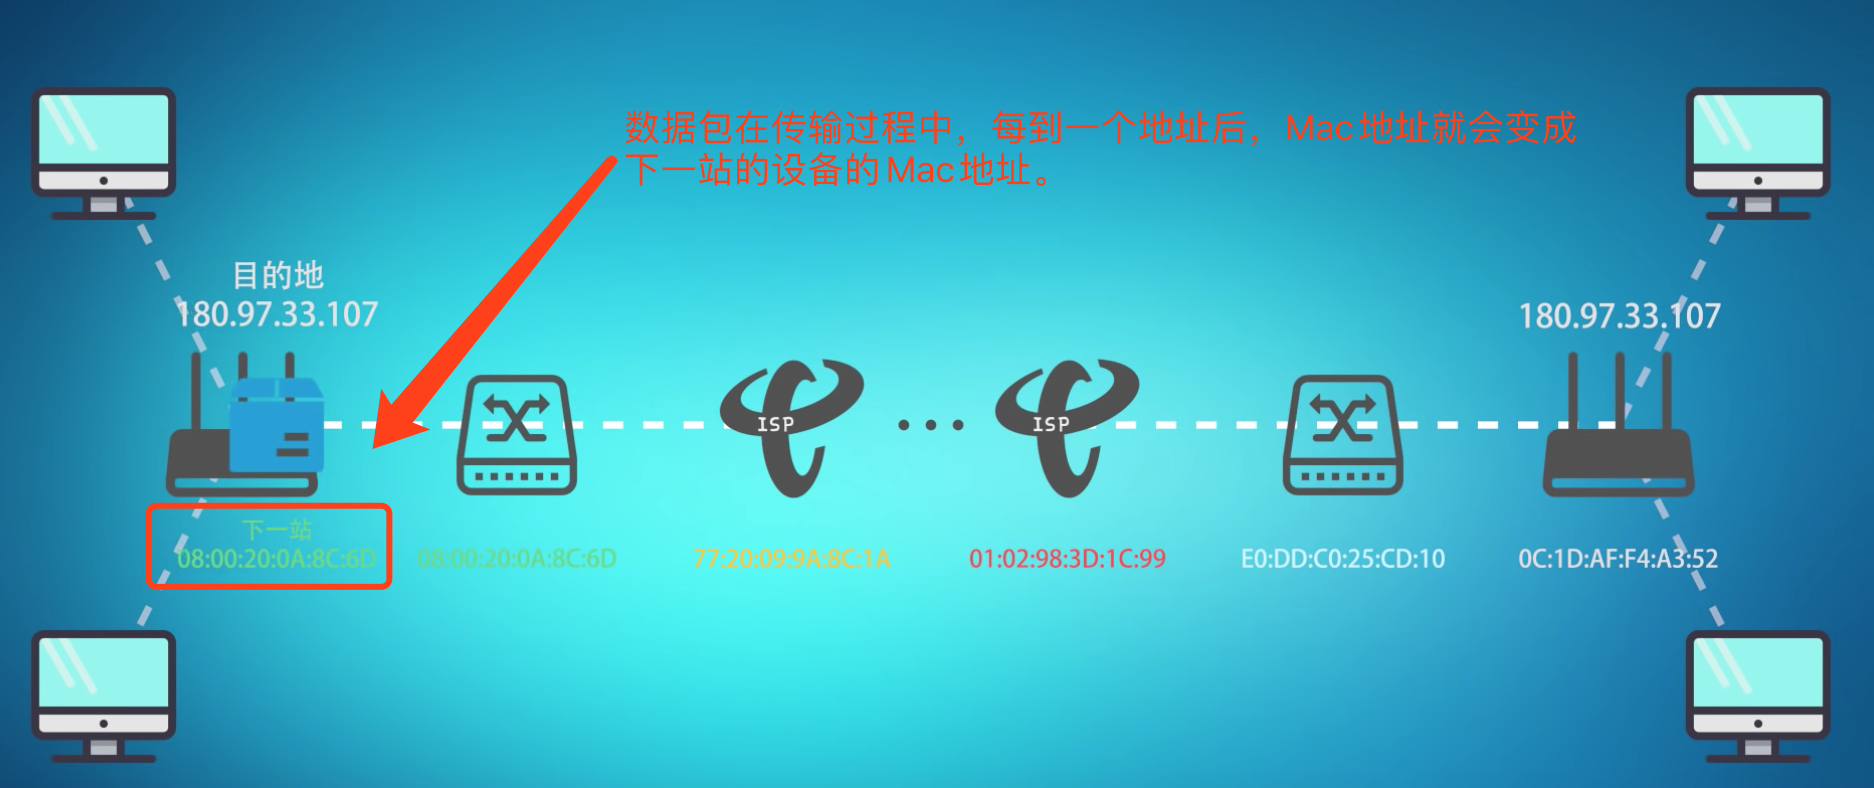 数据包在传输过程中，每到一个地址后，Mac地址就会变成
下一站的设备的Mac地址。
目的地
180.97.33.107
180.97.33.107
ISP
ISP
下一站
08:00:20:0A:8C:6D
08:00:20:0A:8C:6D
77:20:09:9A:8C:1A
01:02:98:3D:1C:99
E0:DD:C0:25:CD:10
0C:1D:AF:F4:A3:52